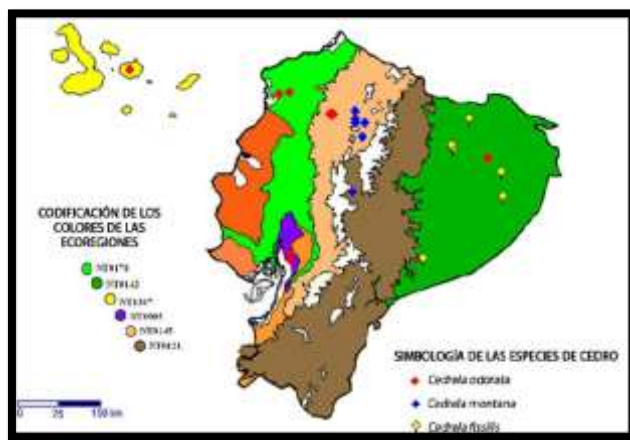 CODIFICACIÓN DE LOS
COLORES DE LAS
ECOREGIONES
SIMBOLOGÍA DE LAS ESPECIES DE CEDRO
Cedrela odorata
Cedrela montana
Cedrela fissilis
0 75 150 km